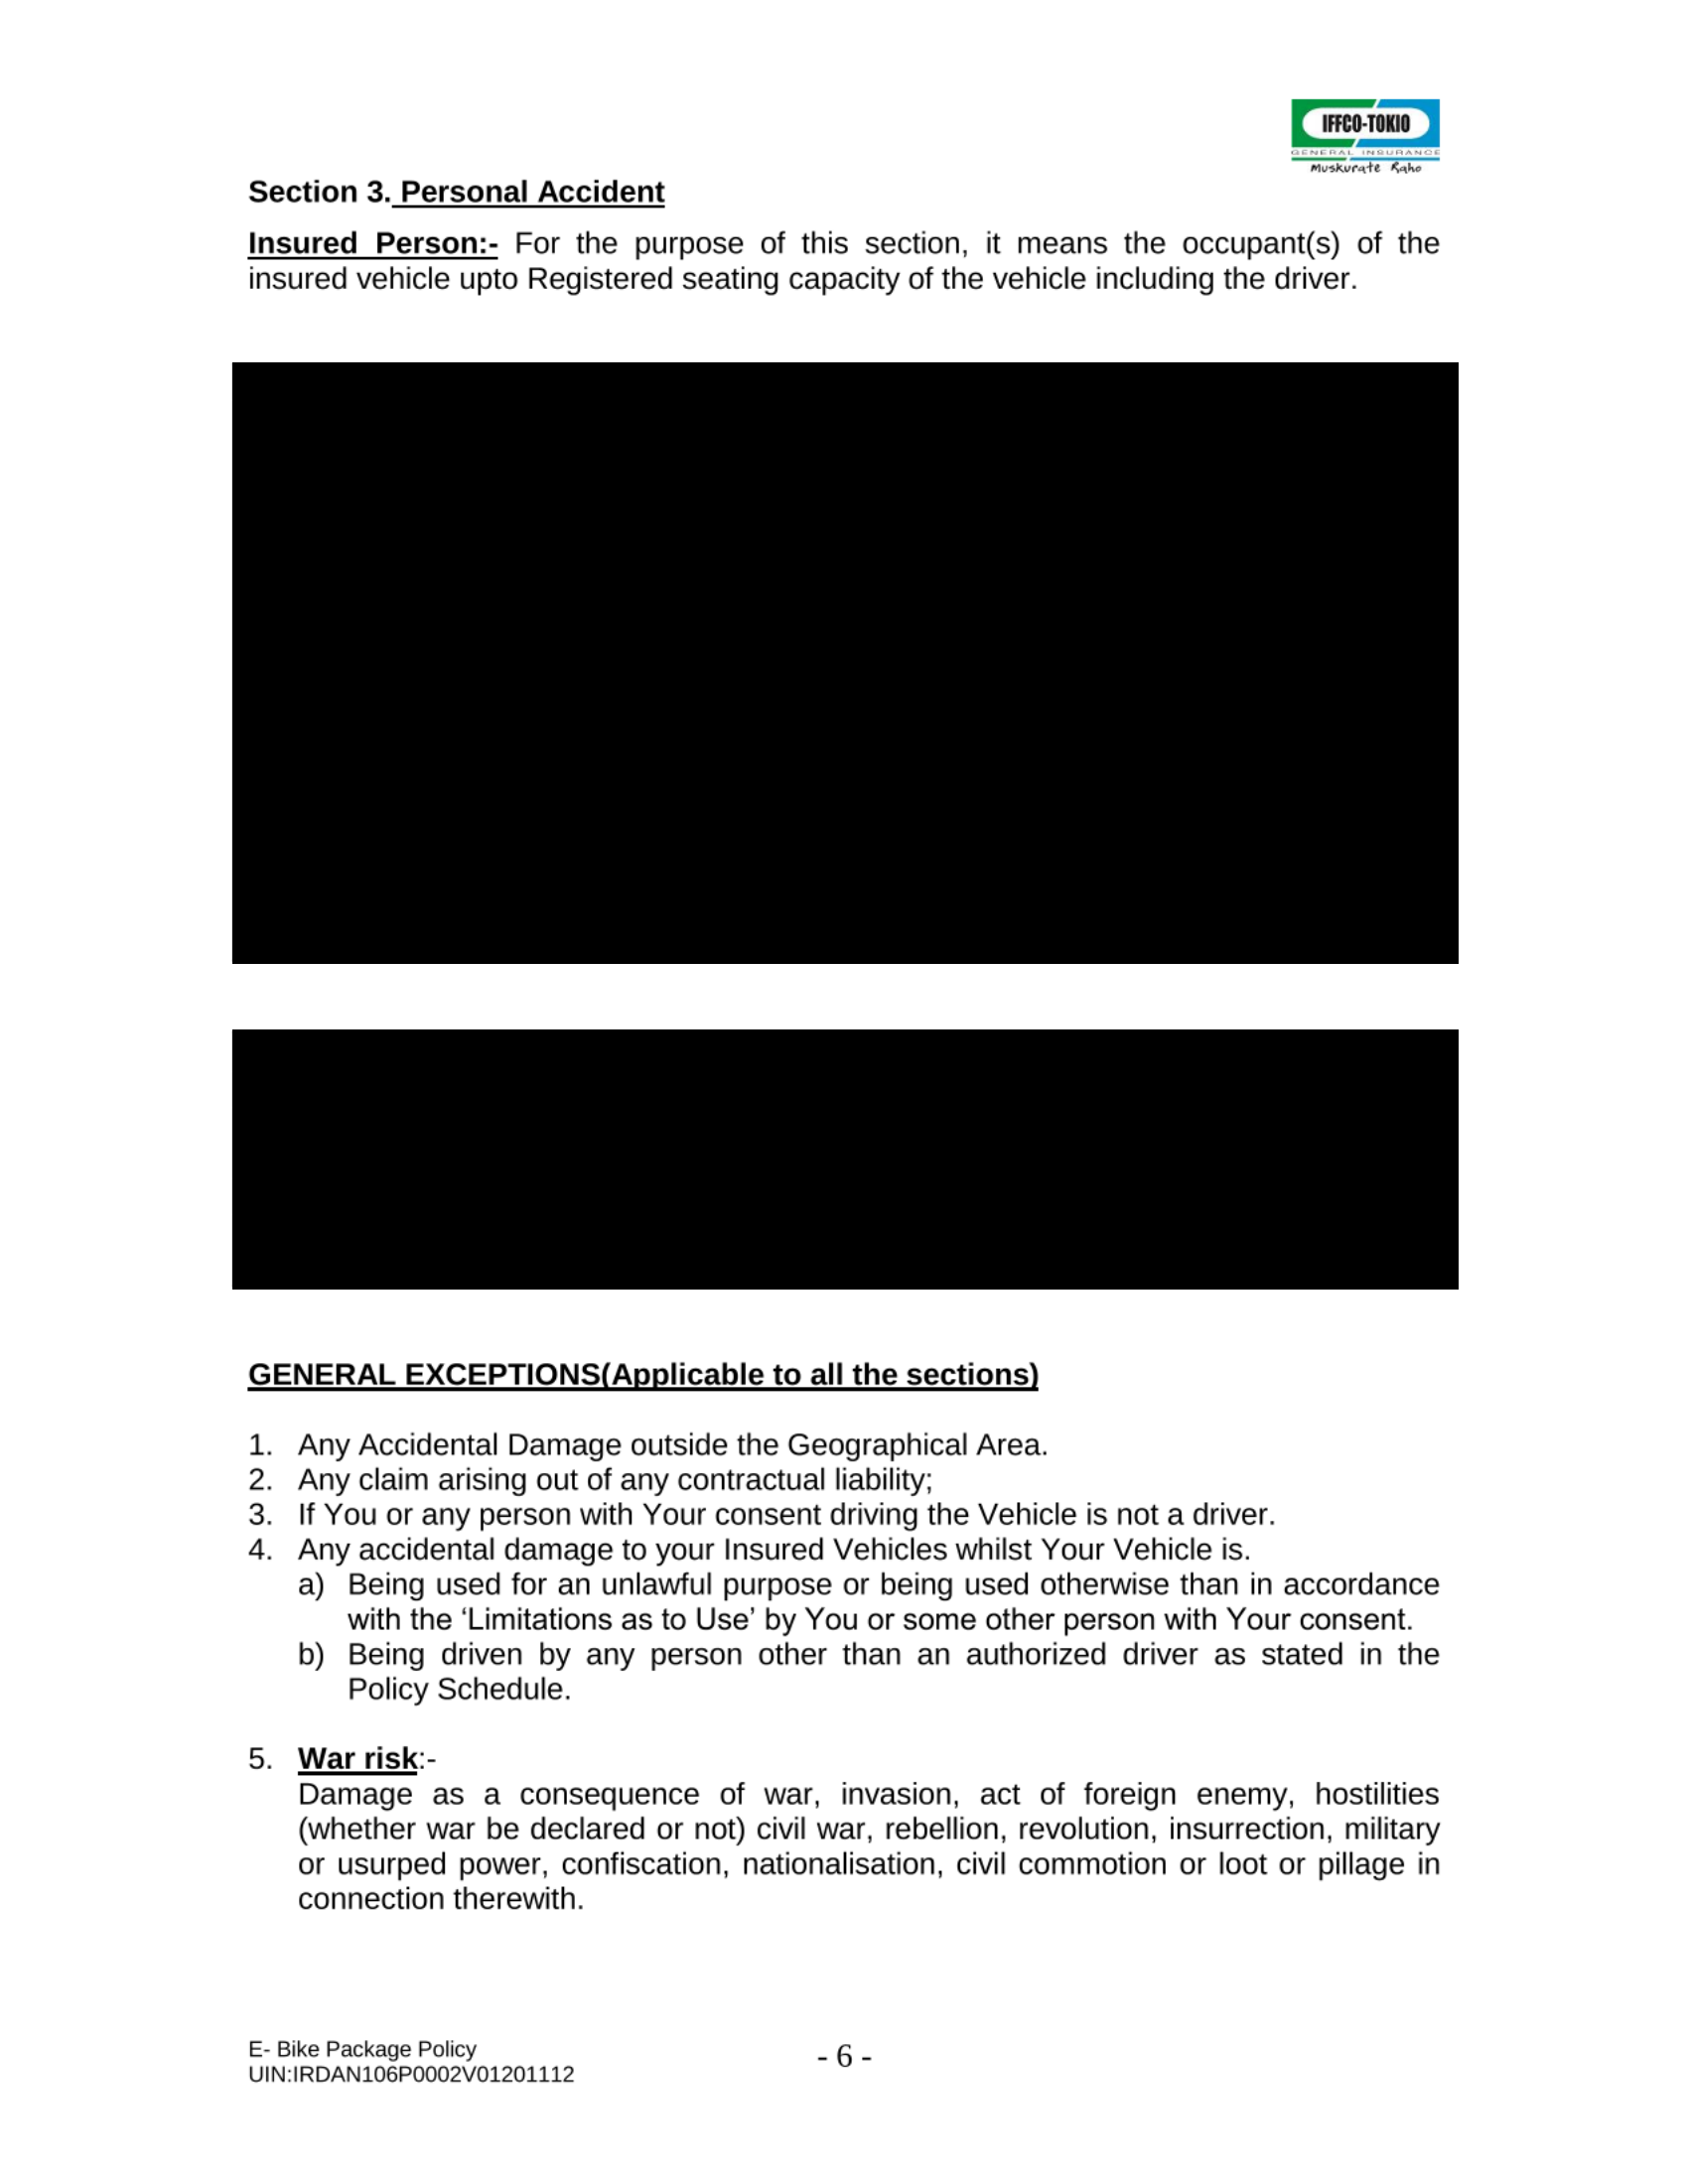 IFFCO-TOKIO
GENERAL INSURANCE
Muskurate Raho
Section 3. Personal Accident
Insured Person:- For the purpose of this section, it means the occupant(s) of the
insured vehicle upto Registered seating capacity of the vehicle including the driver.
GENERAL EXCEPTIONS(Applicable to all the sections)
1. Any Accidental Damage outside the Geographical Area.
2. Any claim arising out of any contractual liability;
3. If You or any person with Your consent driving the Vehicle is not a driver.
4. Any accidental damage to your Insured Vehicles whilst Your Vehicle is.
a) Being used for an unlawful purpose or being used otherwise than in accordance
with the ‘Limitations as to Use’ by You or some other person with Your consent.
b) Being driven by any person other than an authorized driver as stated in the
Policy Schedule.
5. War risk:-
Damage as a consequence of war, invasion, act of foreign enemy, hostilities
(whether war be declared or not) civil war, rebellion, revolution, insurrection, military
or usurped power, confiscation, nationalisation, civil commotion or loot or pillage in
connection therewith.
E- Bike Package Policy
UIN:IRDAN106P0002V01201112
- 6 -